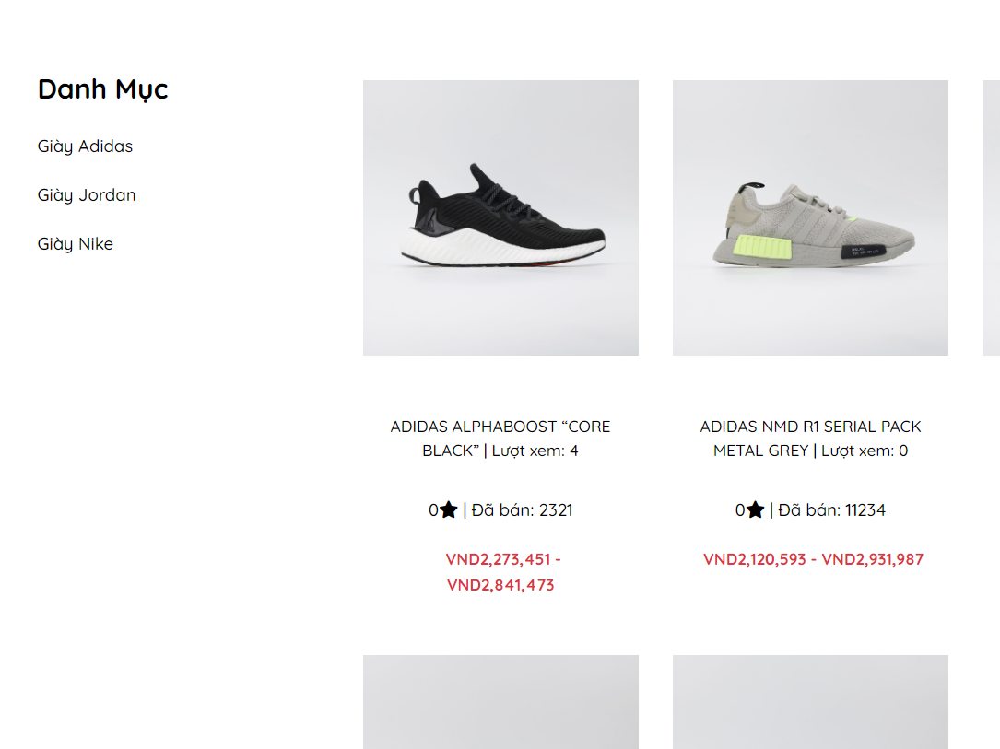 Danh Mục
Giày Adidas
Giày Jordan
Giày Nike
ADIDAS ALPHABOOST “CORE
BLACK” | Lượt xem: 4
0★ | Đã bán: 2321
VND2,273,451 -
VND2,841,473
ADIDAS NMD R1 SERIAL PACK
METAL GREY | Lượt xem: 0
0★ | Đã bán: 11234
VND2,120,593 - VND2,931,987